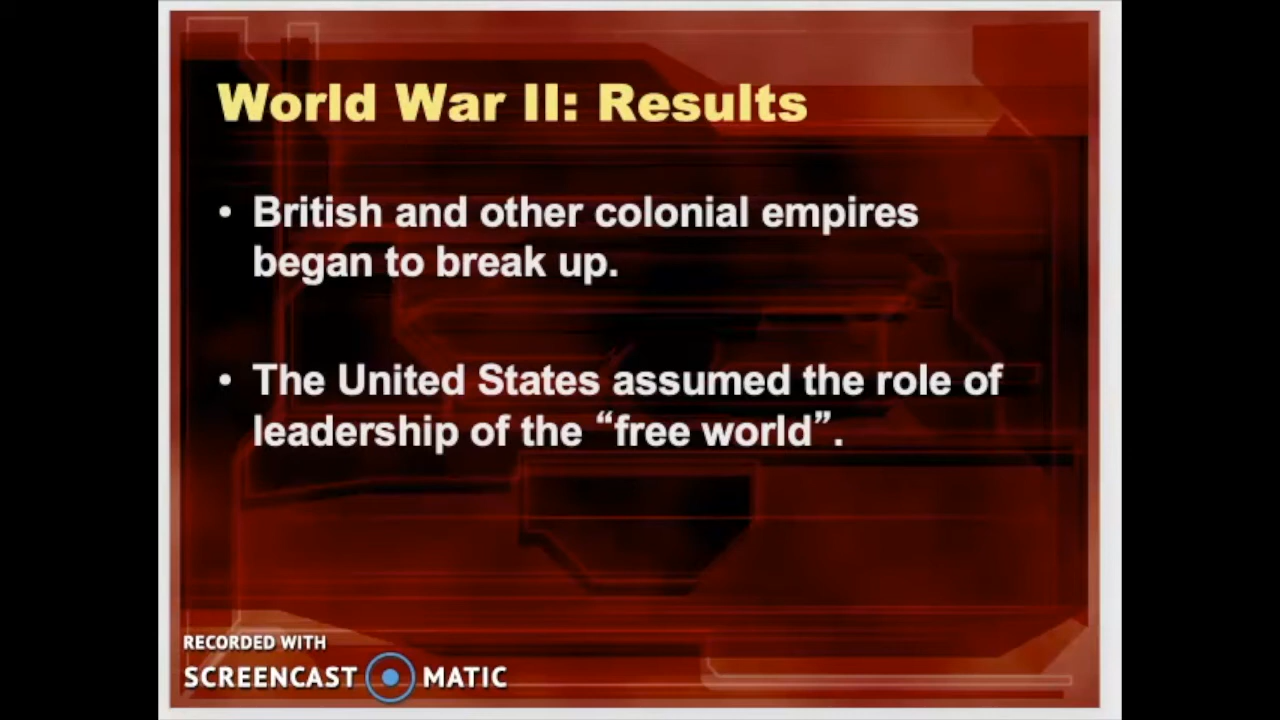 World War II: Results
• British and other colonial empires
began to break up.
• The United States assumed the role of
leadership of the “free world”.
RECORDED WITH
SCREENCAST MATIC